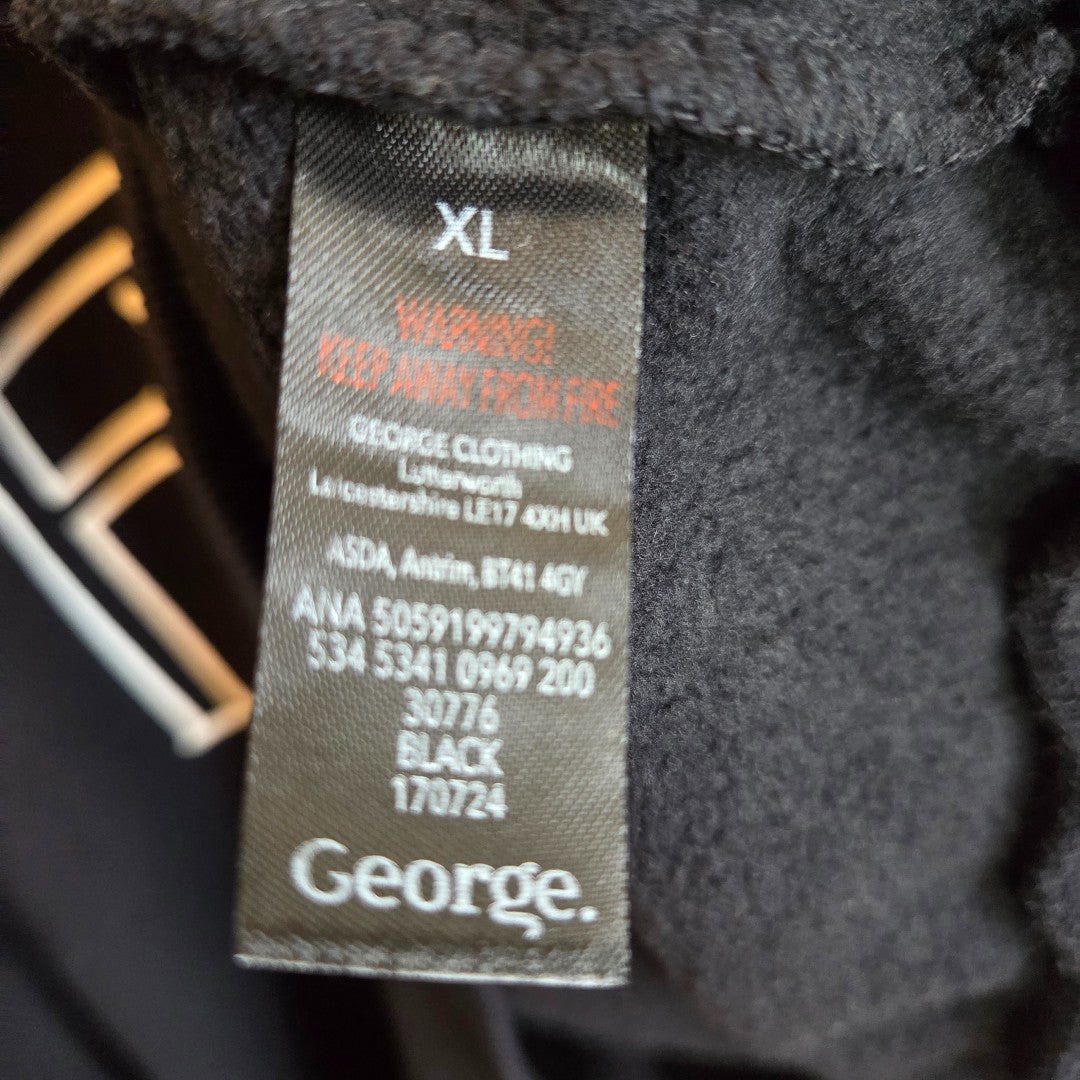 XL
WARNING!
KEEP AWAY FROM FIRE
GEORGE CLOTHING
Lutterworth
Leicestershire LE17 4XH UK
ASDA, Antrim, BT41 4GY
ANA 5059199794936
534 5341 0969 200
30776
BLACK
170724
George.